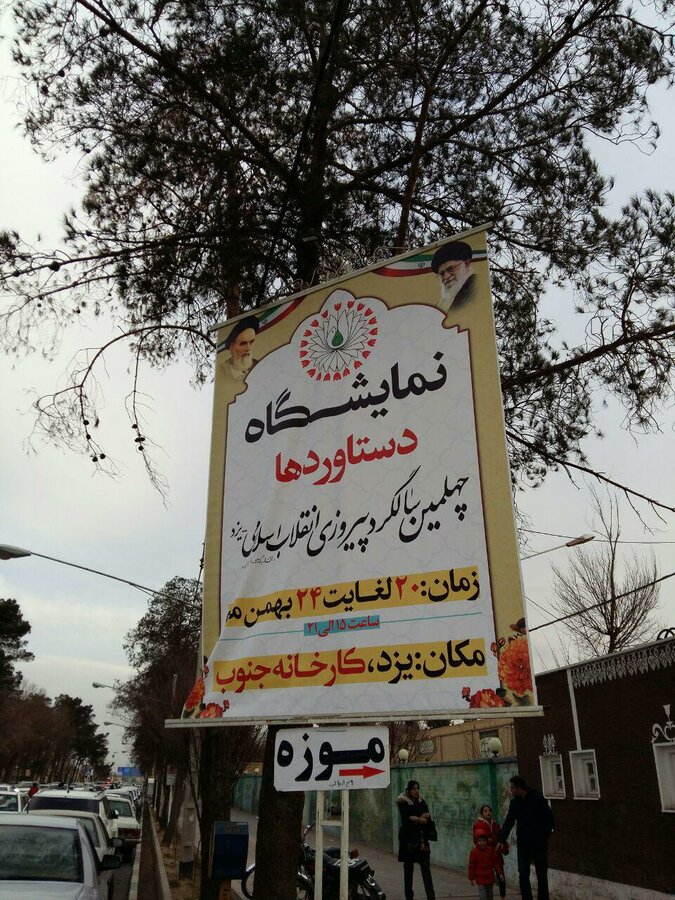 نمایشگاه
دستاوردها
چهلمین سالگرد پیروزی انقلاب اسلامی - یزد
زمان: ۲۰ لغایت ۲۴ بهمن م
ساعت ۱۵ الی ۲۱
مکان: یزد، کارخانه جنوب
موزه